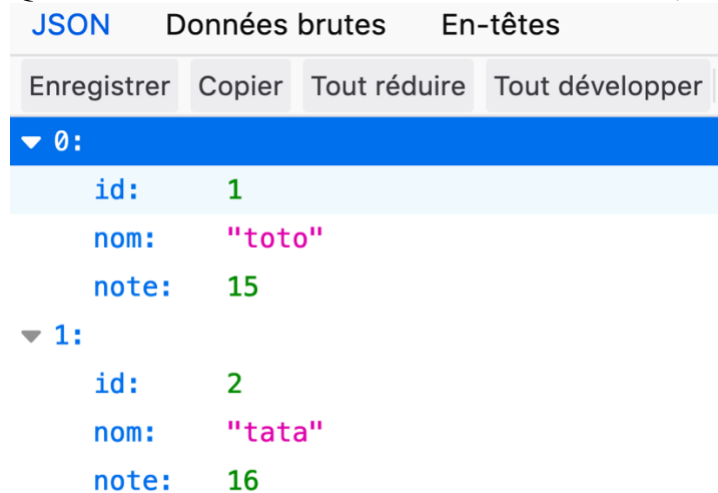 JSON Données brutes En-têtes
Enregistrer Copier Tout réduire Tout développer
0:
id: 1
nom: "toto"
note: 15
1:
id: 2
nom: "tata"
note: 16